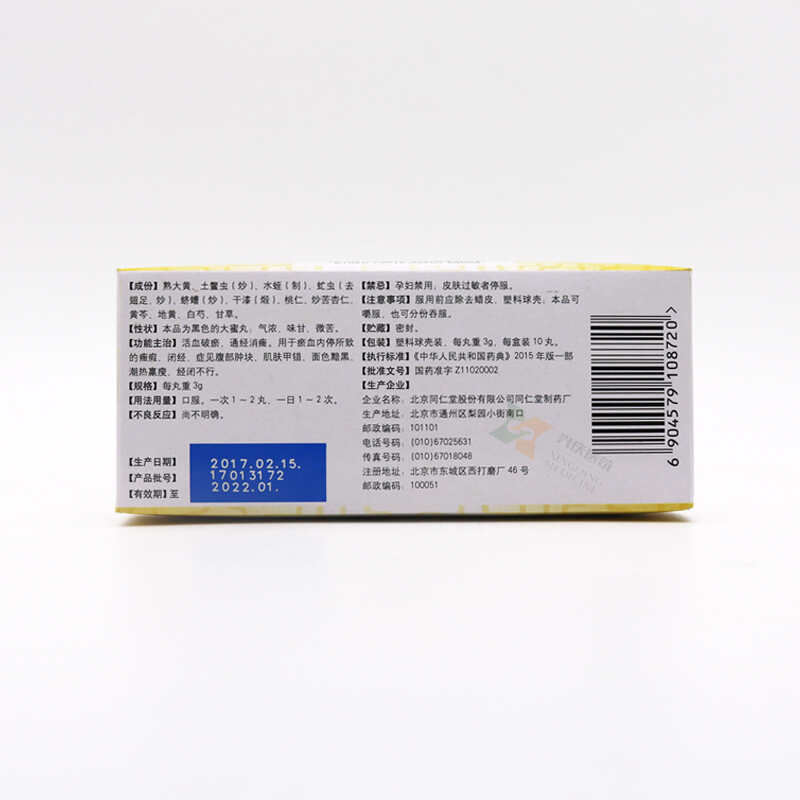 【成份】熟大黄、土鳖虫(炒)、水蛭(制)、虻虫(去
翅足，炒)、蛴螬(炒)、干漆(煅)、桃仁、炒苦杏仁、
黄芩、地黄、白芍、甘草。
【性状】本品为黑色的大蜜丸；气浓、味甘、微苦。
【功能主治】活血破瘀，通经消癥。用于瘀血内停所致
的癥瘕、闭经，症见腹部肿块、肌肤甲错、面色黯黑、
潮热羸瘦、经闭不行。
【规格】每丸重3g
【用法用量】口服。一次1～2丸，一日1～2次。
【不良反应】尚不明确。
【生产日期】 2017.02.15.
【产品批号】 17013172
【有效期】至 2022.01.
【禁忌】孕妇禁用；皮肤过敏者停服。
【注意事项】服用前应除去蜡皮、塑料球壳；本品可
嚼服，也可分份吞服。
【贮藏】密封。
【包装】塑料球壳装，每丸重3g，每盒装10丸。
【执行标准】《中华人民共和国药典》2015年版一部
【批准文号】国药准字Z11020002
【生产企业】
企业名称：北京同仁堂股份有限公司同仁堂制药厂
生产地址：北京市通州区梨园小街南口
邮政编码：101101
电话号码：(010)67025631
传真号码：(010)67018048
注册地址：北京市东城区西打磨厂46号
邮政编码：100051
6 904579 108720 >
MEDICINE